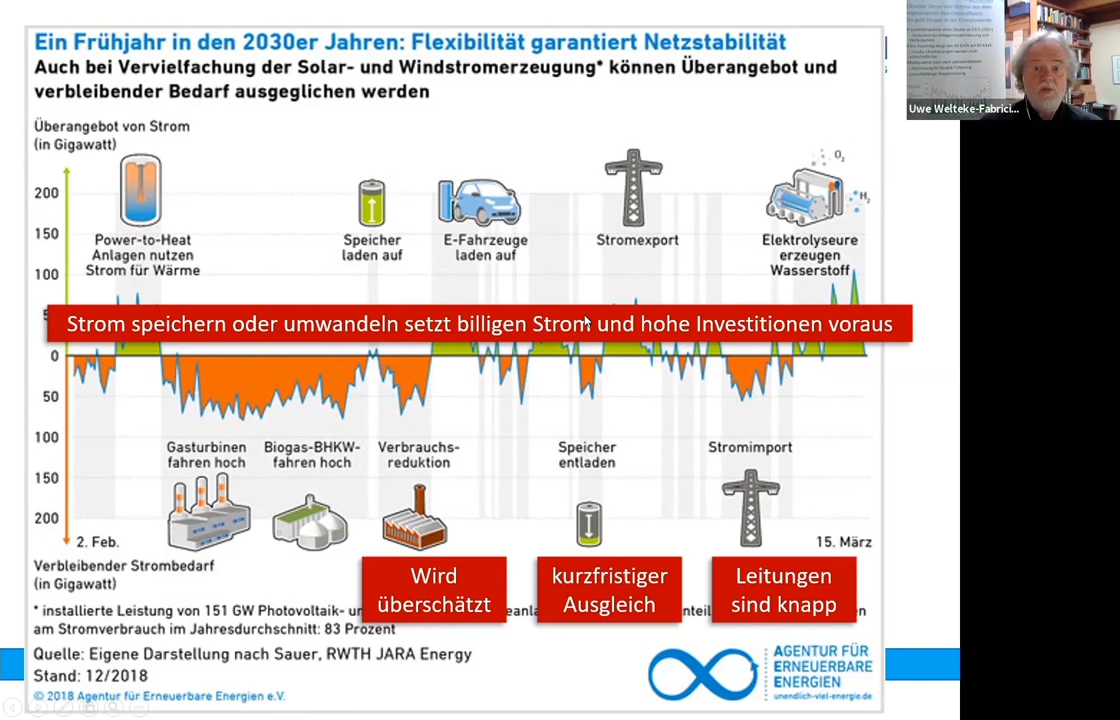 Ein Frühjahr in den 2030er Jahren: Flexibilität garantiert Netzstabilität
Auch bei Vervielfachung der Solar- und Windstromerzeugung* können Überangebot und
verbleibender Bedarf ausgeglichen werden
Uwe Welteke-Fabrici...
Überangebot von Strom
(in Gigawatt)
200
150
100
0
50
100
150
200
O₂
H₂
Power-to-Heat
Anlagen nutzen
Strom für Wärme
Speicher
laden auf
E-Fahrzeuge
laden auf
Stromexport
Elektrolyseure
erzeugen
Wasserstoff
Strom speichern oder umwandeln setzt billigen Strom und hohe Investitionen voraus
Gasturbinen
fahren hoch
Biogas-BHKW-
fahren hoch
Verbrauchs-
reduktion
Speicher
entladen
Stromimport
2. Feb.
15. März
Verbleibender Strombedarf
(in Gigawatt)
Wird
überschätzt
kurzfristiger
Ausgleich
Leitungen
sind knapp
* installierte Leistung von 151 GW Photovoltaik-
am Stromverbrauch im Jahresdurchschnitt: 83 Prozent
Quelle: Eigene Darstellung nach Sauer, RWTH JARA Energy
Stand: 12/2018
© 2018 Agentur für Erneuerbare Energien e.V.
AGENTUR FÜR
ERNEUERBARE
ENERGIEN
unendlich-viel-energie.de